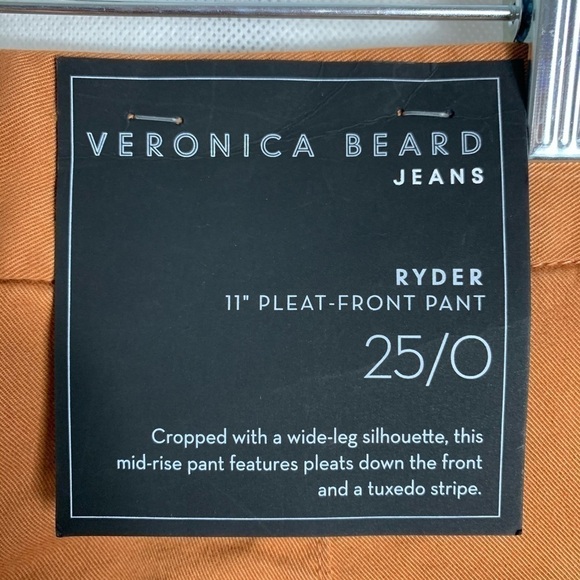 VERONICA BEARD
JEANS
RYDER
11" PLEAT-FRONT PANT
25/0
Cropped with a wide-leg silhouette, this
mid-rise pant features pleats down the front
and a tuxedo stripe.